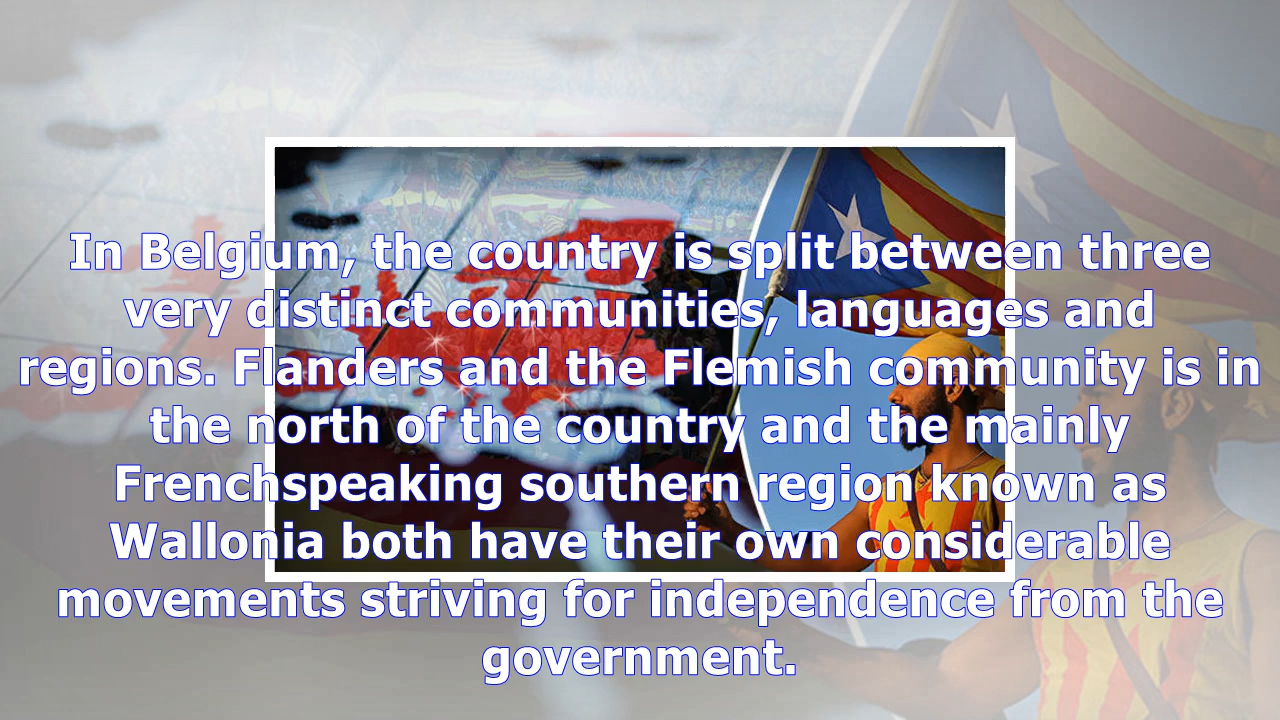 In Belgium, the country is split between three
very distinct communities, languages and
regions. Flanders and the Flemish community is in
the north of the country and the mainly
Frenchspeaking southern region known as
Wallonia both have their own considerable
movements striving for independence from the
government.